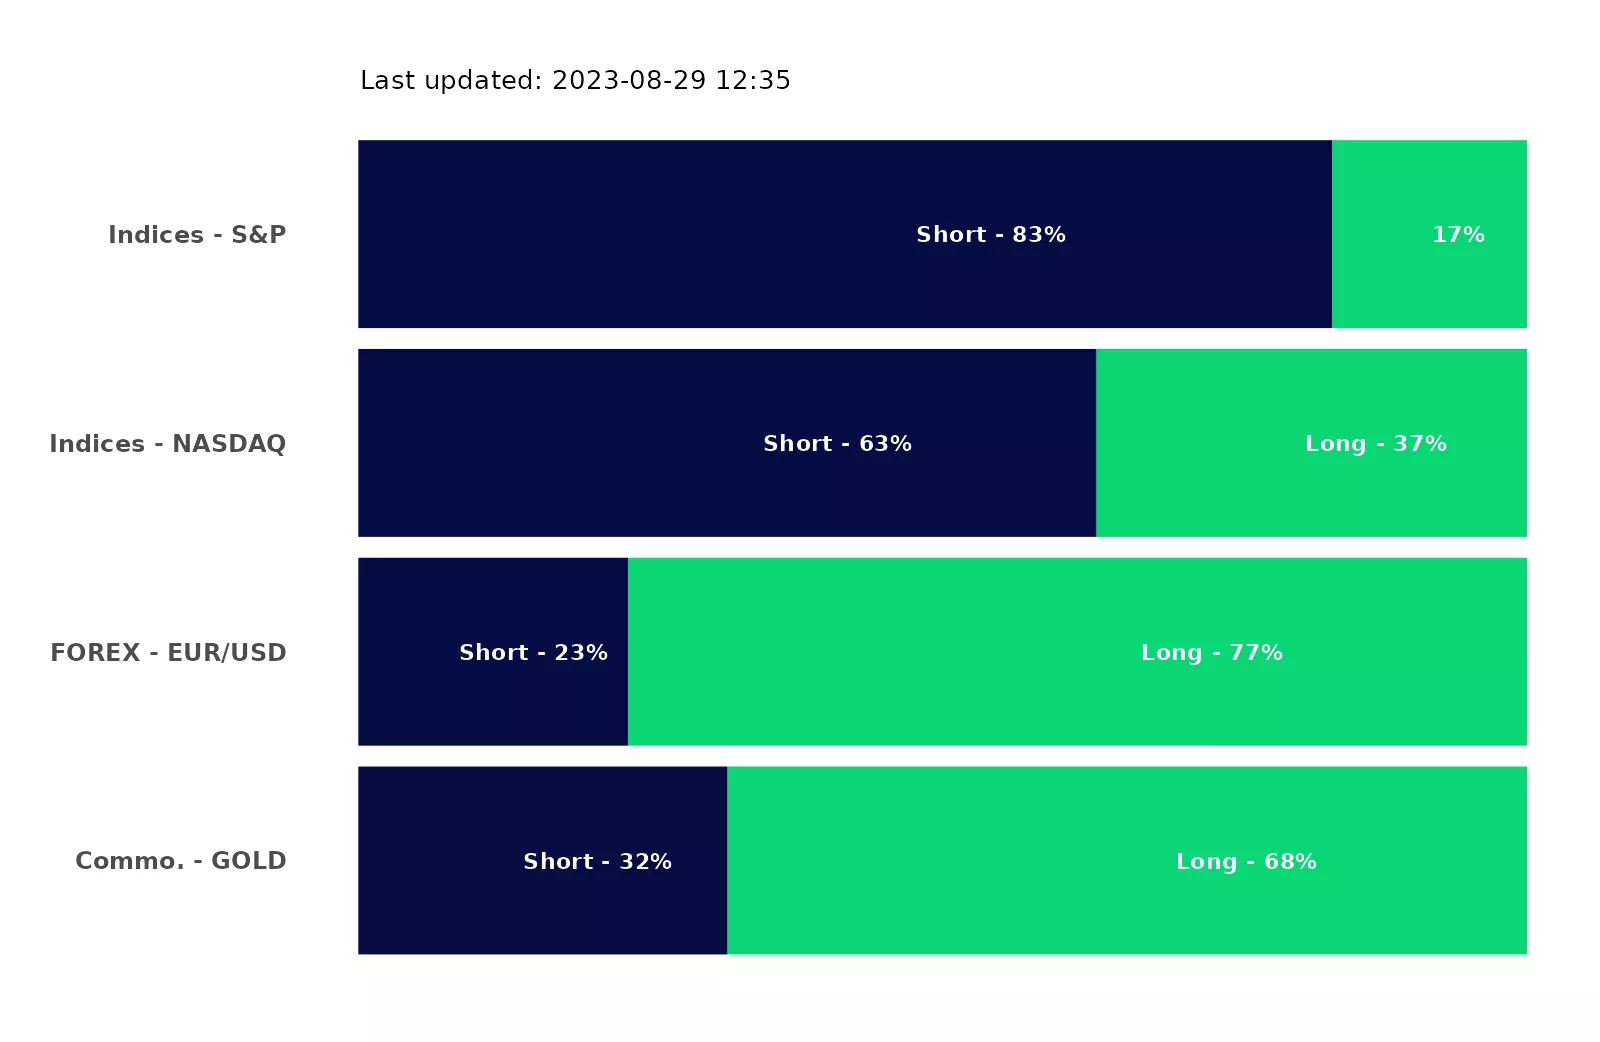 Last updated: 2023-08-29 12:35
Indices - S&P
Short - 83%
17%
Indices - NASDAQ
Short - 63%
Long - 37%
FOREX - EUR/USD
Short - 23%
Long - 77%
Commo. - GOLD
Short - 32%
Long - 68%